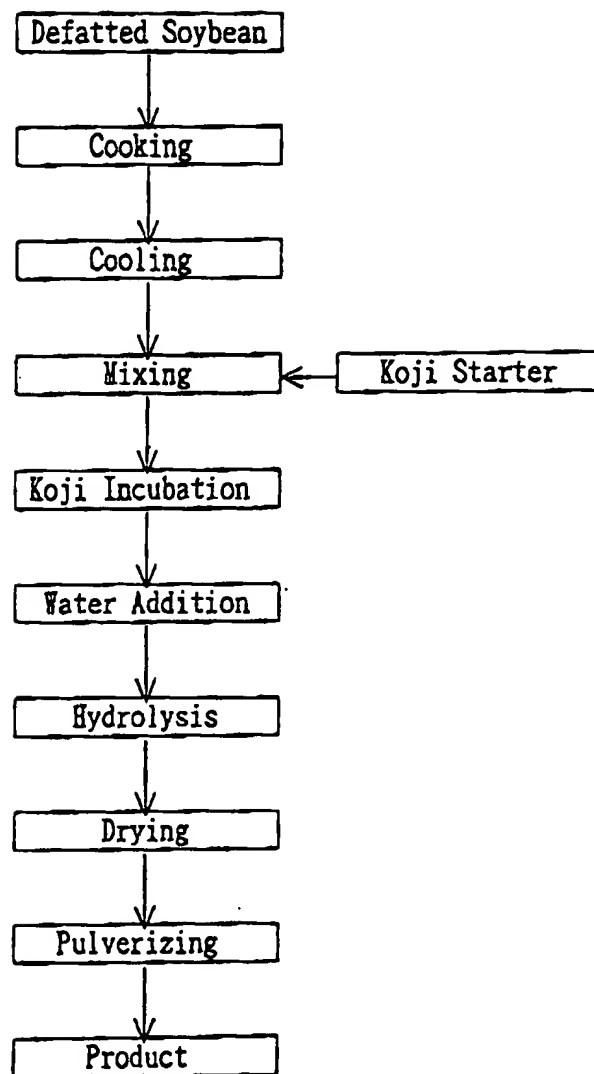 Defatted Soybean
Cooking
Cooling
Mixing
Koji Starter
Koji Incubation
Water Addition
Hydrolysis
Drying
Pulverizing
Product